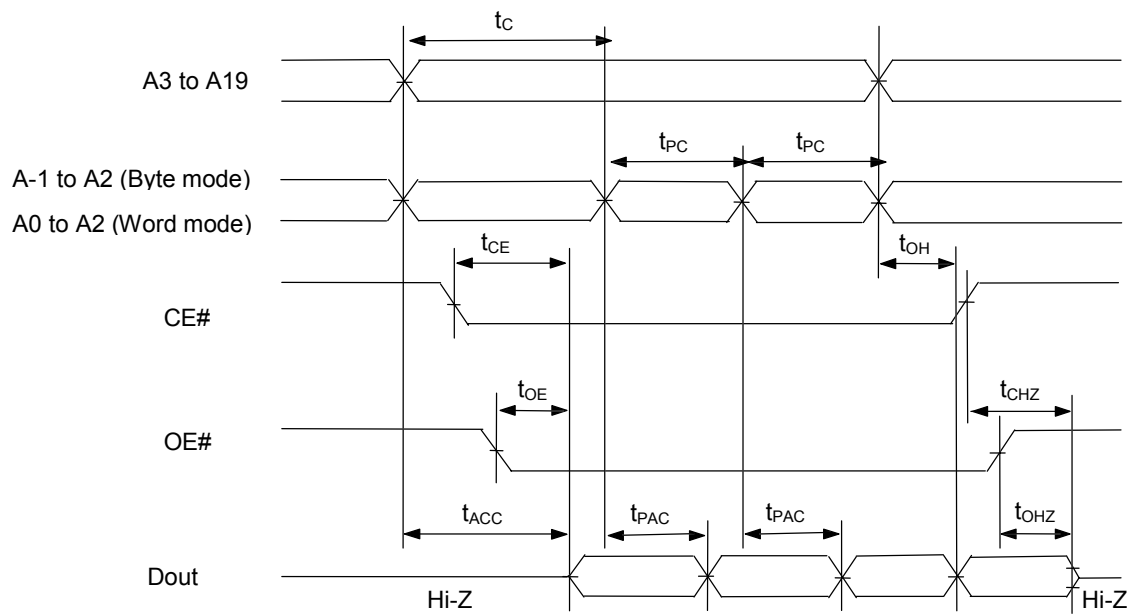 tC
A3 to A19
tPC tPC
A-1 to A2 (Byte mode)
A0 to A2 (Word mode)
tCE tOH
CE#
tOE tCHZ
OE#
tACC tPAC tPAC tOHZ
Dout
Hi-Z Hi-Z